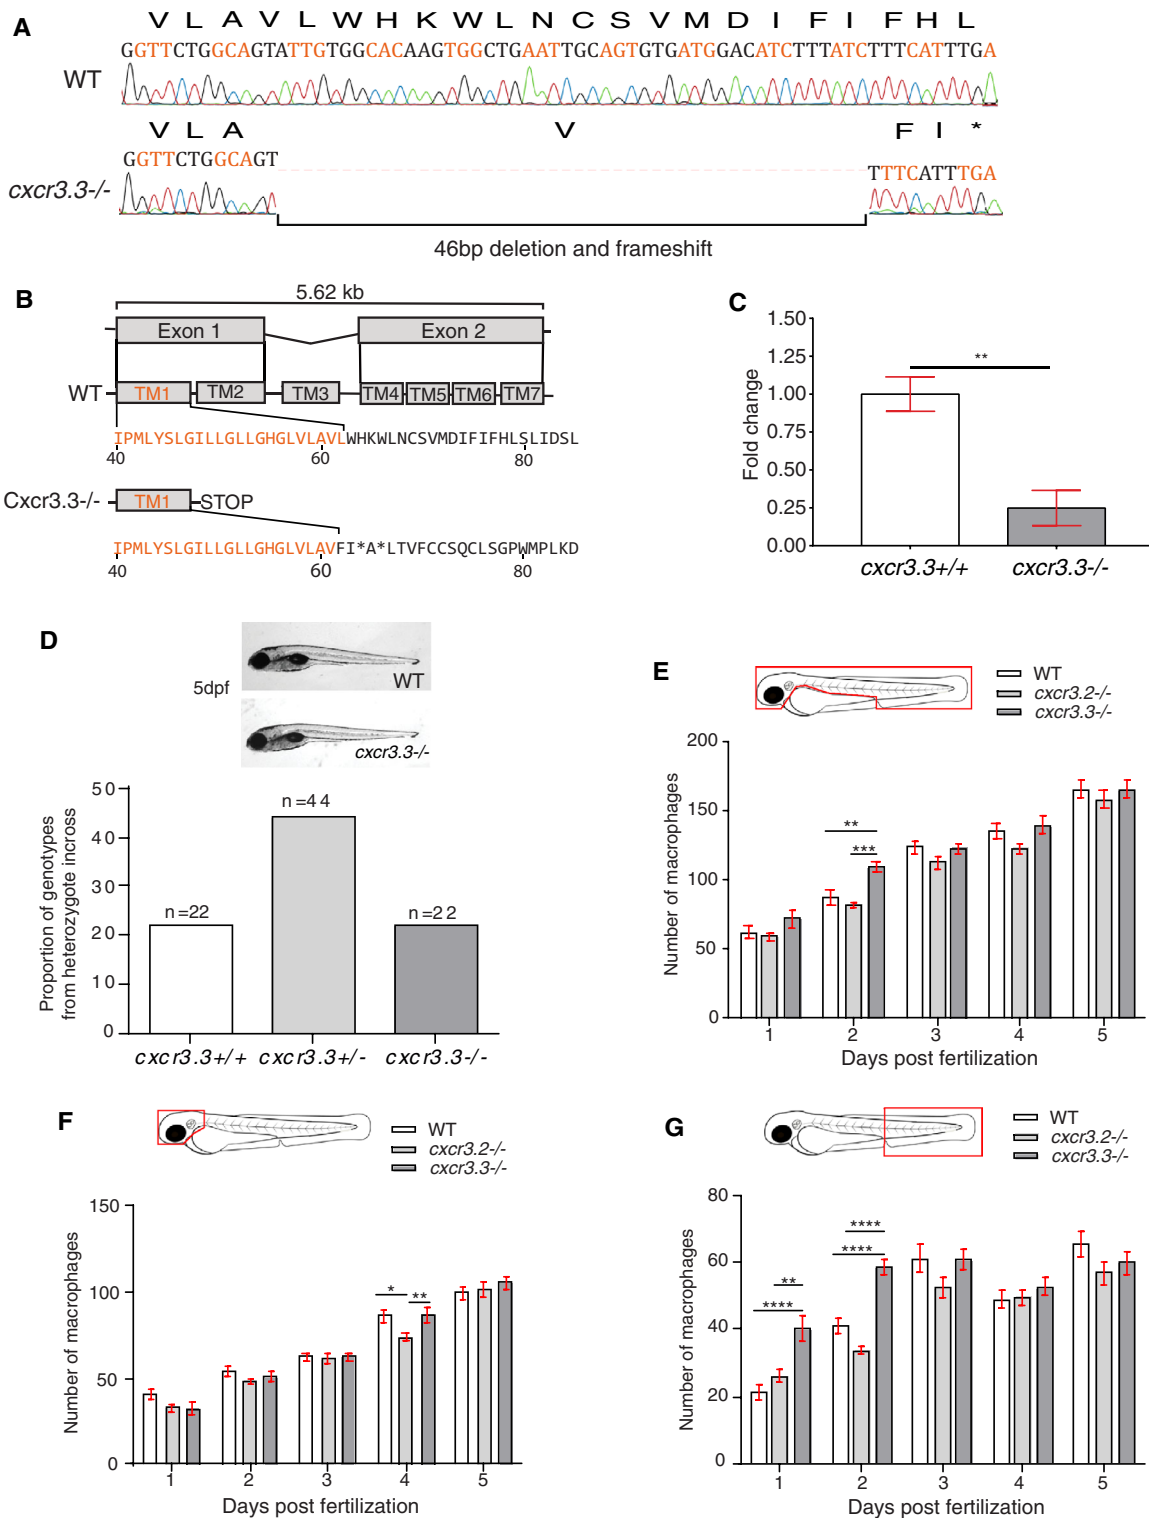 A
V L A V L W H K W L N C S V M D I F I F H L
GGTTCTGGCAGTATTGTGGCACAAGTGGCTGAATTGCAGTGTGATGGACATCTTTATCTTTCATTTGA
WT
V L A V F I *
GGTTCTGGCAGT TTTCATTTGA
cxcr3.3-/-
46bp deletion and frameshift
B
5.62 kb
Exon 1 Exon 2
WT TM1 TM2 TM3 TM4 TM5 TM6 TM7
IPMLYSLGILLGLLGHGLVLAVLWHKWLNCSVMDIFIFHLSLIDSL
40 60 80
Cxcr3.3-/- TM1 STOP
IPMLYSLGILLGLLGHGLVLAVFI*A*LTVFCCSQCLSGPWMPLKD
40 60 80
C
Fold change
1.50
1.25
1.00
0.75
0.50
0.25
0.00
**
cxcr3.3+/+ cxcr3.3-/-
D
5dpf
WT
cxcr3.3-/-
Proportion of genotypes
from heterozygote incross
50
40
30
20
10
0
n=22 n=44 n=22
cxcr3.3+/+ cxcr3.3+/- cxcr3.3-/-
E
WT
cxcr3.2-/-
cxcr3.3-/-
Number of macrophages
200
150
100
50
0
**
***
1 2 3 4 5
Days post fertilization
F
WT
cxcr3.2-/-
cxcr3.3-/-
Number of macrophages
150
100
50
0
* **
1 2 3 4 5
Days post fertilization
G
WT
cxcr3.2-/-
cxcr3.3-/-
Number of macrophages
80
60
40
20
0
**
****
****
****
1 2 3 4 5
Days post fertilization